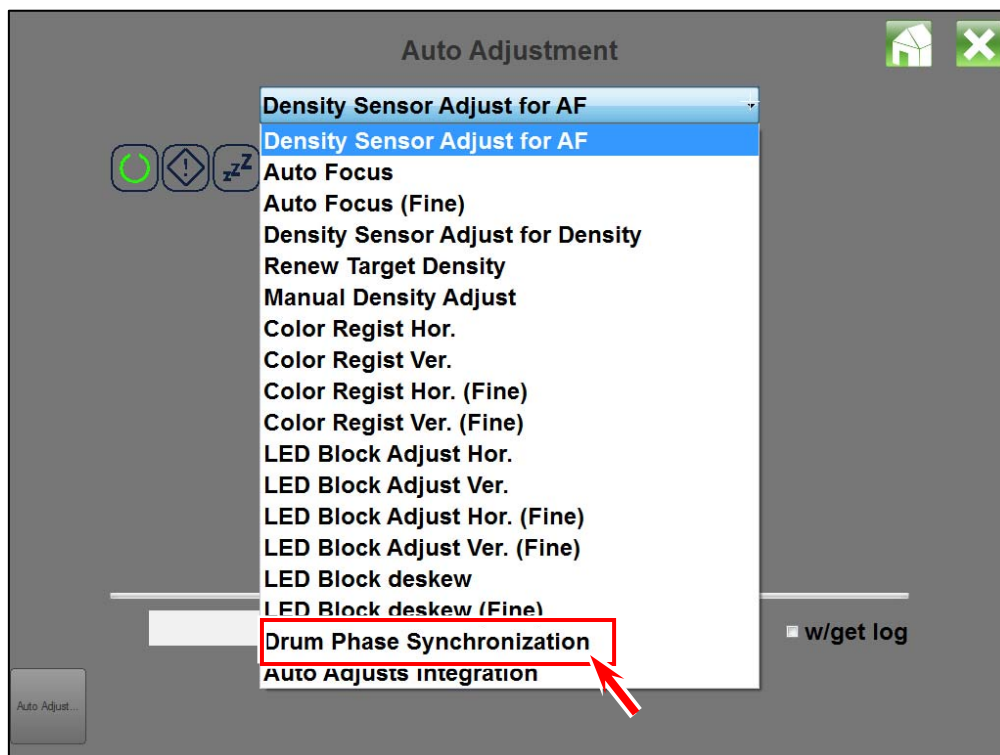 Auto Adjustment
Density Sensor Adjust for AF
Density Sensor Adjust for AF
zzZ
Auto Focus
Auto Focus (Fine)
Density Sensor Adjust for Density
Renew Target Density
Manual Density Adjust
Color Regist Hor.
Color Regist Ver.
Color Regist Hor. (Fine)
Color Regist Ver. (Fine)
LED Block Adjust Hor.
LED Block Adjust Ver.
LED Block Adjust Hor. (Fine)
LED Block Adjust Ver. (Fine)
LED Block deskew
LED Block deskew (Fine)
Drum Phase Synchronization
w/get log
Auto Adjusts Integration
Auto Adjust...